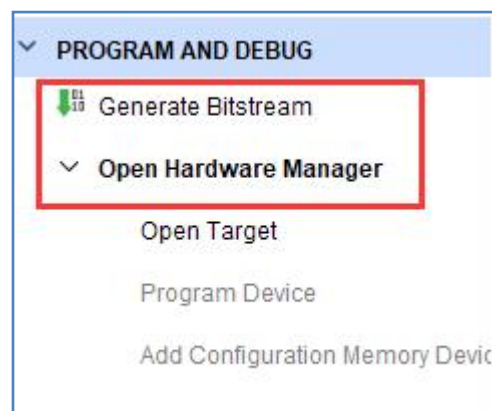 PROGRAM AND DEBUG
Generate Bitstream
Open Hardware Manager
Open Target
Program Device
Add Configuration Memory Devic